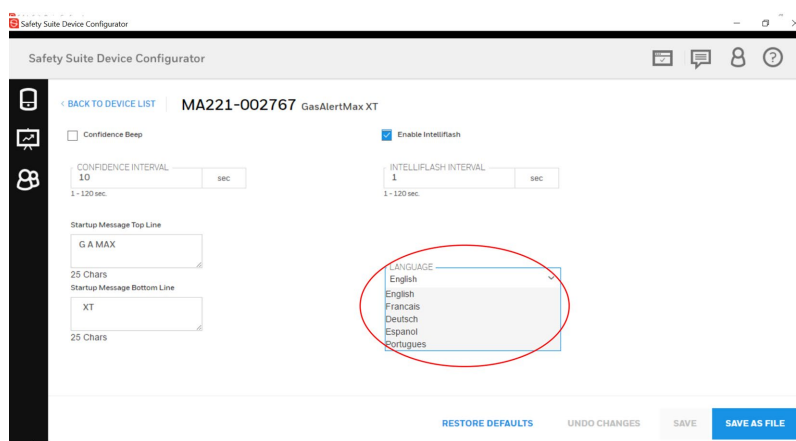 Safety Suite Device Configurator
Safety Suite Device Configurator
?
< BACK TO DEVICE LIST MA221-002767 GasAlertMax XT
Confidence Beep Enable Intelliflash
CONFIDENCE INTERVAL INTELLIFLASH INTERVAL
10 sec 1 sec
1 - 120 sec. 1 - 120 sec.
Startup Message Top Line
G A MAX
25 Chars
LANGUAGE
English
Startup Message Bottom Line
English
XT
Francais
Deutsch
Espanol
25 Chars
Portugues
RESTORE DEFAULTS UNDO CHANGES SAVE SAVE AS FILE